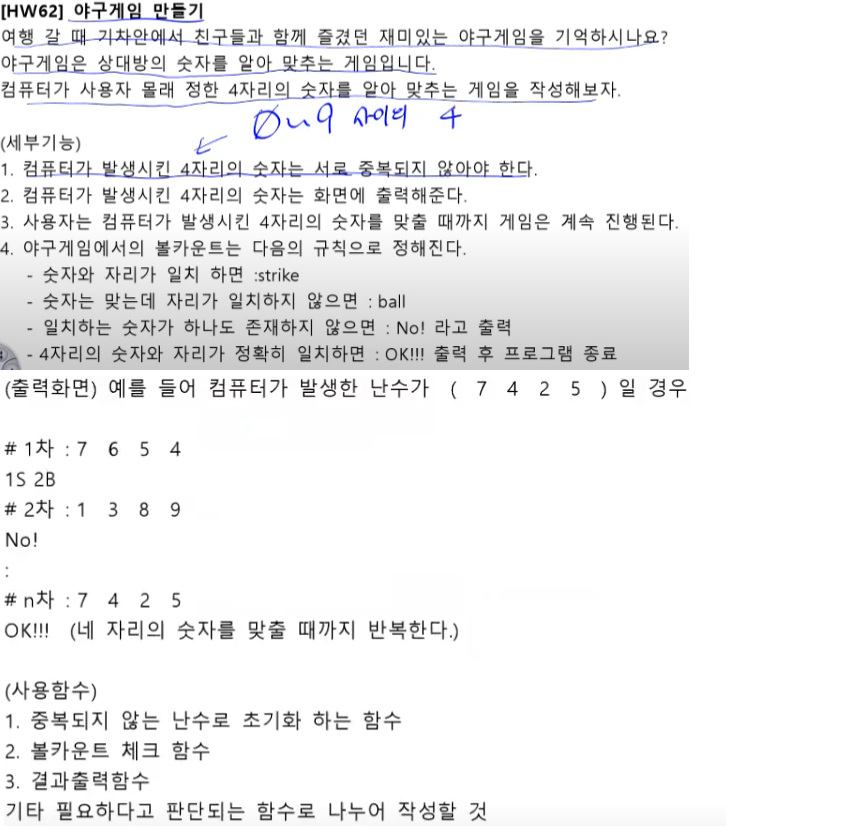 [HW62] 야구게임 만들기
여행 갈 때 기차안에서 친구들과 함께 즐겼던 재미있는 야구게임을 기억하시나요?
야구게임은 상대방의 숫자를 알아 맞추는 게임입니다.
컴퓨터가 사용자 몰래 정한 4자리의 숫자를 알아 맞추는 게임을 작성해보자.
0~9 사이의 4
(세부기능)
1. 컴퓨터가 발생시킨 4자리의 숫자는 서로 중복되지 않아야 한다.
2. 컴퓨터가 발생시킨 4자리의 숫자는 화면에 출력해준다.
3. 사용자는 컴퓨터가 발생시킨 4자리의 숫자를 맞출 때까지 게임은 계속 진행된다.
4. 야구게임에서의 볼카운트는 다음의 규칙으로 정해진다.
- 숫자와 자리가 일치 하면 :strike
- 숫자는 맞는데 자리가 일치하지 않으면 : ball
- 일치하는 숫자가 하나도 존재하지 않으면 : No! 라고 출력
- 4자리의 숫자와 자리가 정확히 일치하면 : OK!!! 출력 후 프로그램 종료
(출력화면) 예를 들어 컴퓨터가 발생한 난수가 ( 7 4 2 5 ) 일 경우
# 1차 : 7 6 5 4
1S 2B
# 2차 : 1 3 8 9
No!
:
# n차 : 7 4 2 5
OK!!! (네 자리의 숫자를 맞출 때까지 반복한다.)
(사용함수)
1. 중복되지 않는 난수로 초기화 하는 함수
2. 볼카운트 체크 함수
3. 결과출력함수
기타 필요하다고 판단되는 함수로 나누어 작성할 것